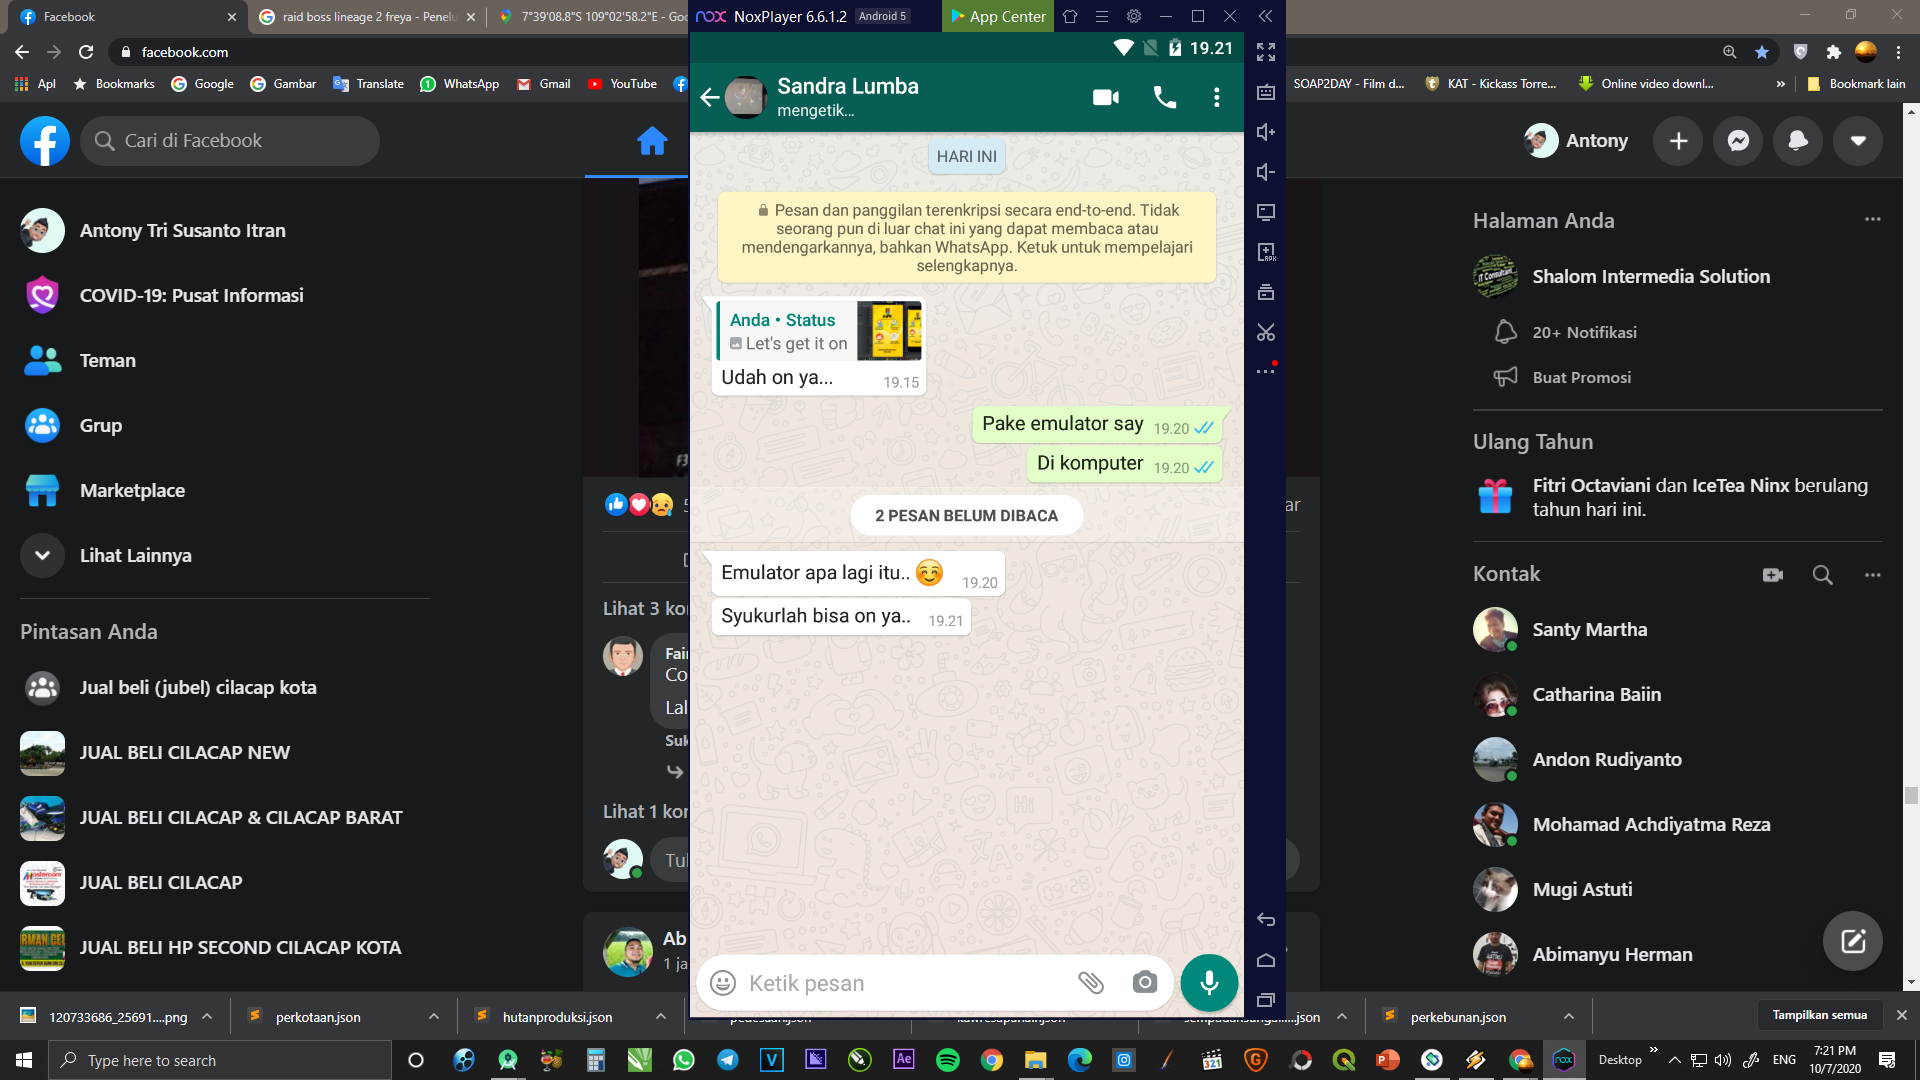 Facebook
raid boss lineage 2 freya - Penelu
7°39'08.8"S 109°02'58.2"E - Goo
NOX NoxPlayer 6.6.1.2 Android 5
App Center
facebook.com
Apl
Bookmarks
Google
Gambar
Translate
WhatsApp
Gmail
YouTube
SOAP2DAY - Film d...
KAT - Kickass Torre...
Online video downl...
Bookmark lain
19.21
Sandra Lumba
mengetik...
Cari di Facebook
Antony
HARI INI
Pesan dan panggilan terenkripsi secara end-to-end. Tidak
seorang pun di luar chat ini yang dapat membaca atau
mendengarkannya, bahkan WhatsApp. Ketuk untuk mempelajari
selengkapnya.
Anda • Status
Let's get it on
Udah on ya... 19.15
Pake emulator say 19.20
Di komputer 19.20
2 PESAN BELUM DIBACA
Emulator apa lagi itu.. ☺️ 19.20
Syukurlah bisa on ya.. 19.21
Ketik pesan
Antony Tri Susanto Itran
COVID-19: Pusat Informasi
Teman
Grup
Marketplace
Lihat Lainnya
Pintasan Anda
Jual beli (jubel) cilacap kota
JUAL BELI CILACAP NEW
JUAL BELI CILACAP & CILACAP BARAT
JUAL BELI CILACAP
JUAL BELI HP SECOND CILACAP KOTA
Lihat 3 ko
Fair
Co
Lal
Suk
Lihat 1 kor
Tul
Ab
1 ja
ar
Halaman Anda
Shalom Intermedia Solution
20+ Notifikasi
Buat Promosi
Ulang Tahun
Fitri Octaviani dan IceTea Ninx berulang
tahun hari ini.
Kontak
Santy Martha
Catharina Baiin
Andon Rudiyanto
Mohamad Achdiyatma Reza
Mugi Astuti
Abimanyu Herman
120733686_25691....png
perkotaan.json
hutanproduksi.json
perkebunan.json
Tampilkan semua
Type here to search
Desktop
ENG
7:21 PM
10/7/2020